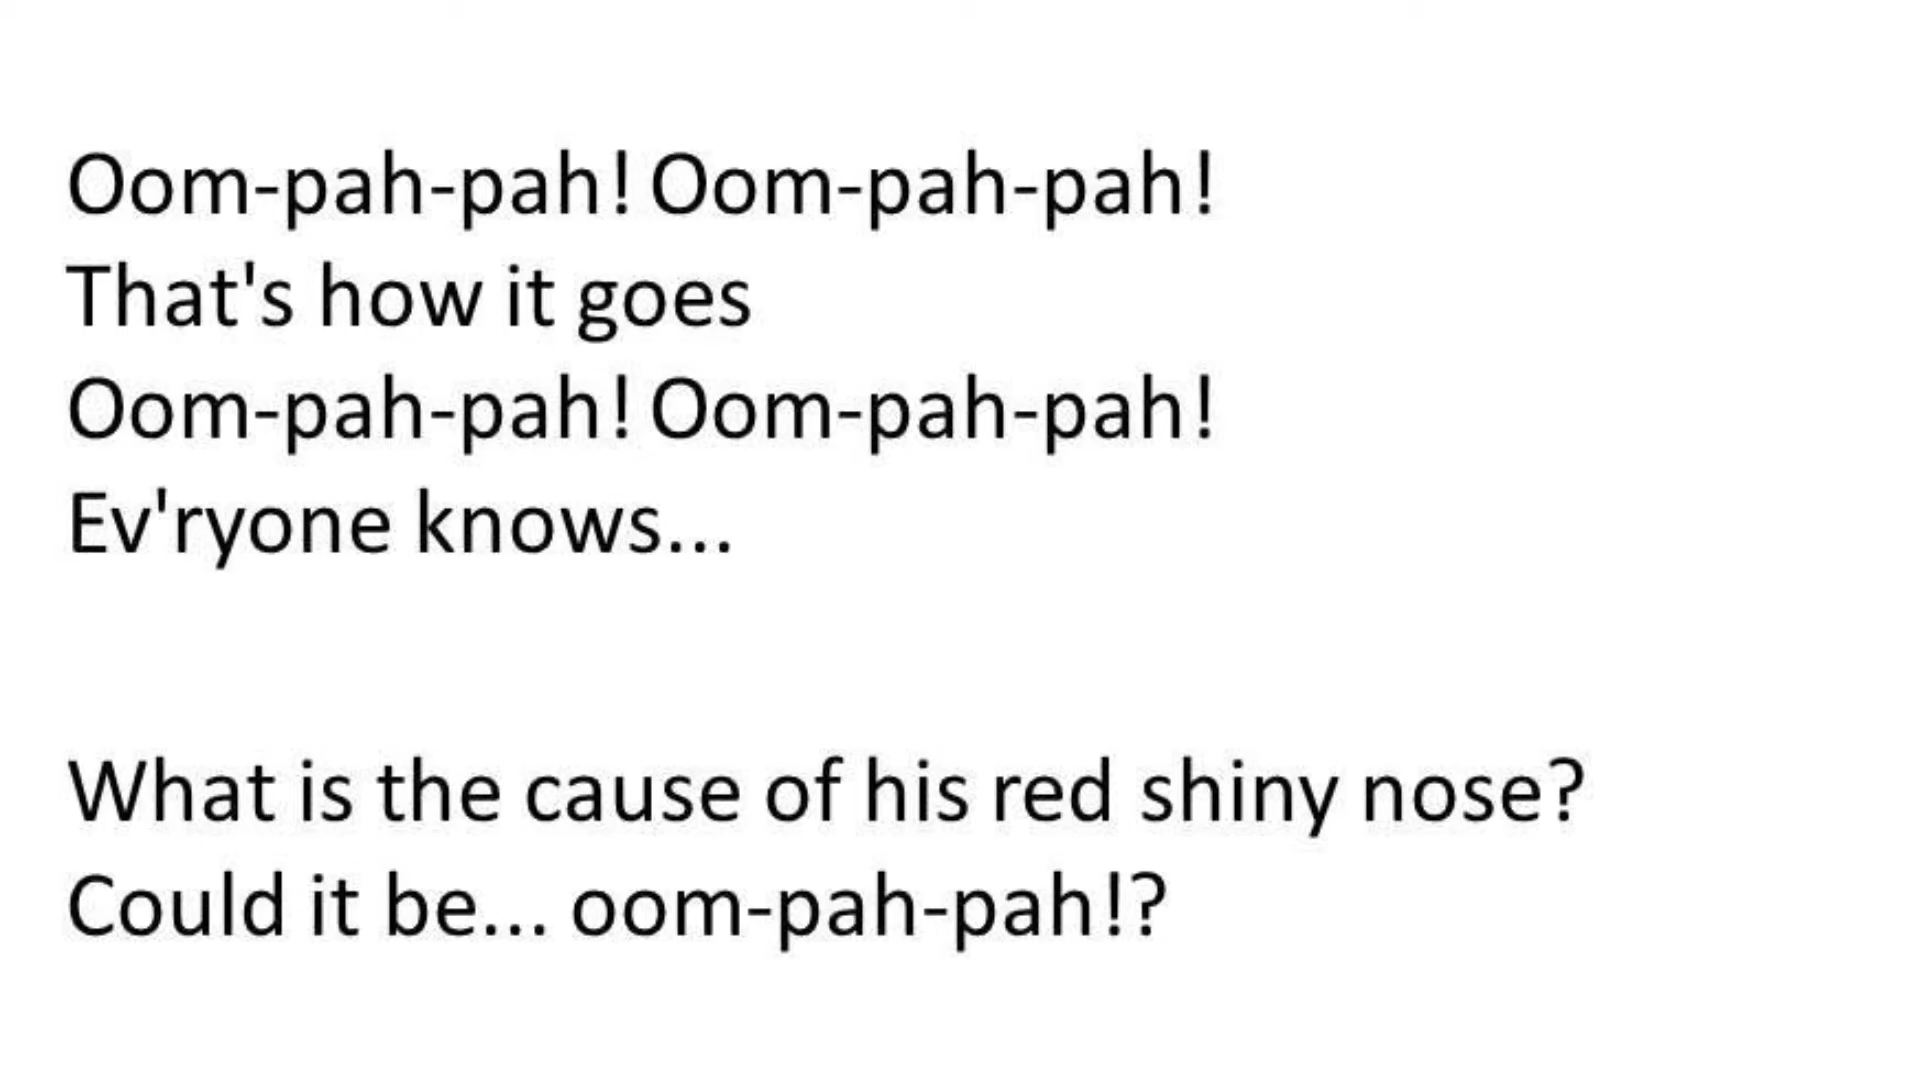 Oom-pah-pah! Oom-pah-pah!
That's how it goes
Oom-pah-pah! Oom-pah-pah!
Ev'ryone knows...
What is the cause of his red shiny nose?
Could it be... oom-pah-pah!?